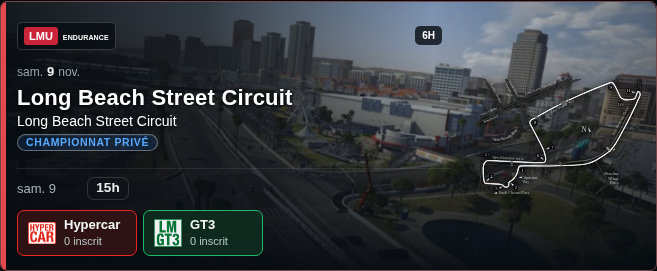 LMU ENDURANCE
6H
sam. 9 nov.
Long Beach Street Circuit
Long Beach Street Circuit
CHAMPIONNAT PRIVÉ
N
sam. 9 15h
HYPER CAR Hypercar
0 inscrit
LM GT3 GT3
0 inscrit